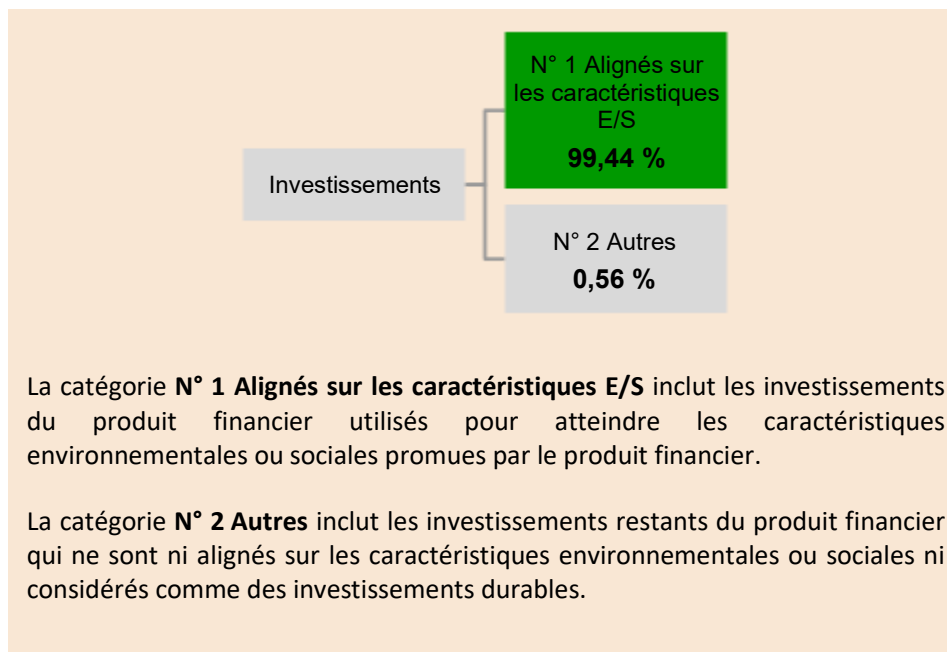 N° 1 Alignés sur
les caractéristiques
E/S
99,44 %
Investissements
N° 2 Autres
0,56 %
La catégorie N° 1 Alignés sur les caractéristiques E/S inclut les investissements
du produit financier utilisés pour atteindre les caractéristiques
environnementales ou sociales promues par le produit financier.
La catégorie N° 2 Autres inclut les investissements restants du produit financier
qui ne sont ni alignés sur les caractéristiques environnementales ou sociales ni
considérés comme des investissements durables.